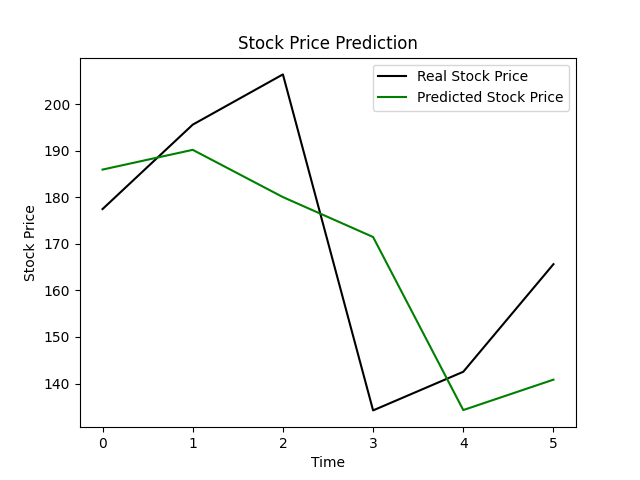 Stock Price Prediction
Real Stock Price
Predicted Stock Price
Stock Price
200
190
180
170
160
150
140
0 1 2 3 4 5
Time